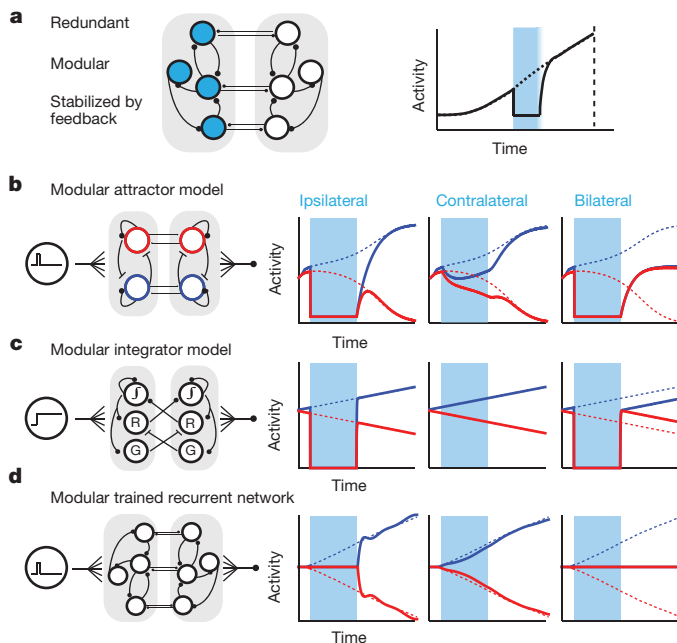 a
Redundant
Modular
Stabilized by
feedback
Activity
Time
b
Modular attractor model
Ipsilateral
Contralateral
Bilateral
Activity
Time
c
Modular integrator model
∫
∫
R
R
G
G
Activity
Time
d
Modular trained recurrent network
Activity
Time